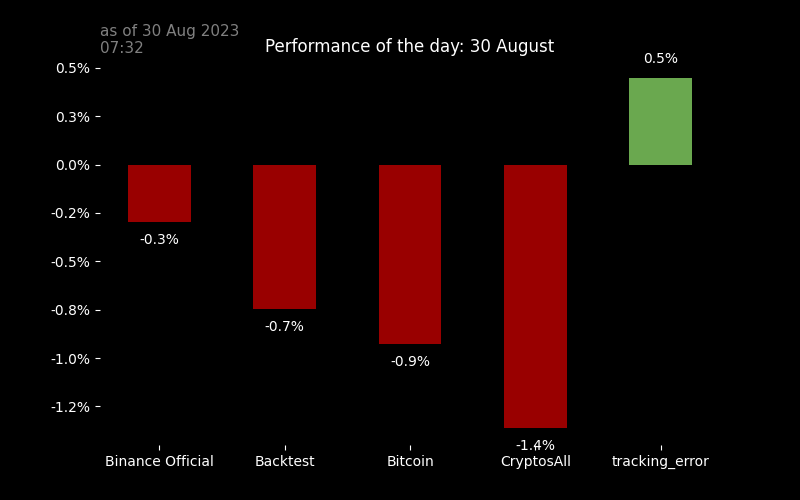 as of 30 Aug 2023
07:32
Performance of the day: 30 August
0.5%
0.5%
0.3%
0.0%
-0.2%
-0.5%
-0.8%
-1.0%
-1.2%
-0.3%
-0.7%
-0.9%
-1.4%
Binance Official
Backtest
Bitcoin
CryptosAll
tracking_error